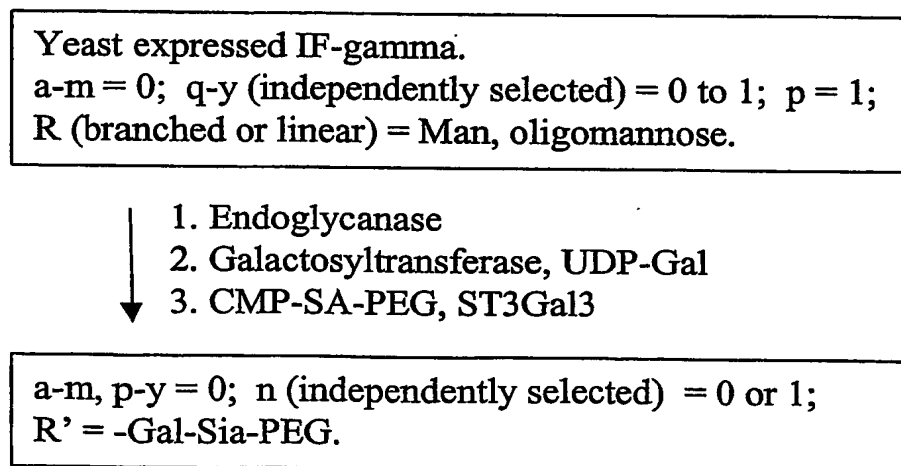 Yeast expressed IF-gamma.
a-m = 0; q-y (independently selected) = 0 to 1; p = 1;
R (branched or linear) = Man, oligomannose.
1. Endoglycanase
2. Galactosyltransferase, UDP-Gal
3. CMP-SA-PEG, ST3Gal3
a-m, p-y = 0; n (independently selected) = 0 or 1;
R’ = -Gal-Sia-PEG.